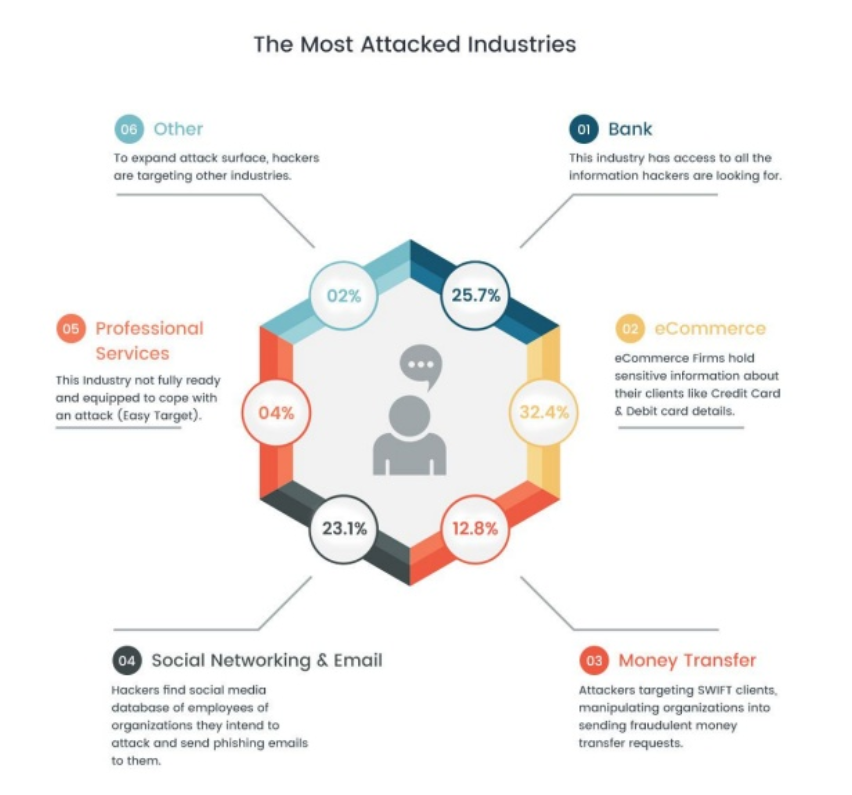 The Most Attacked Industries
06 Other
To expand attack surface, hackers
are targeting other industries.
01 Bank
This industry has access to all the
information hackers are looking for.
02%
25.7%
05 Professional
Services
This Industry not fully ready
and equipped to cope with
an attack (Easy Target).
02 eCommerce
eCommerce Firms hold
sensitive information about
their clients like Credit Card
& Debit card details.
04%
32.4%
23.1%
12.8%
04 Social Networking & Email
Hackers find social media
database of employees of
organizations they intend to
attack and send phishing emails
to them.
03 Money Transfer
Attackers targeting SWIFT clients,
manipulating organizations into
sending fraudulent money
transfer requests.